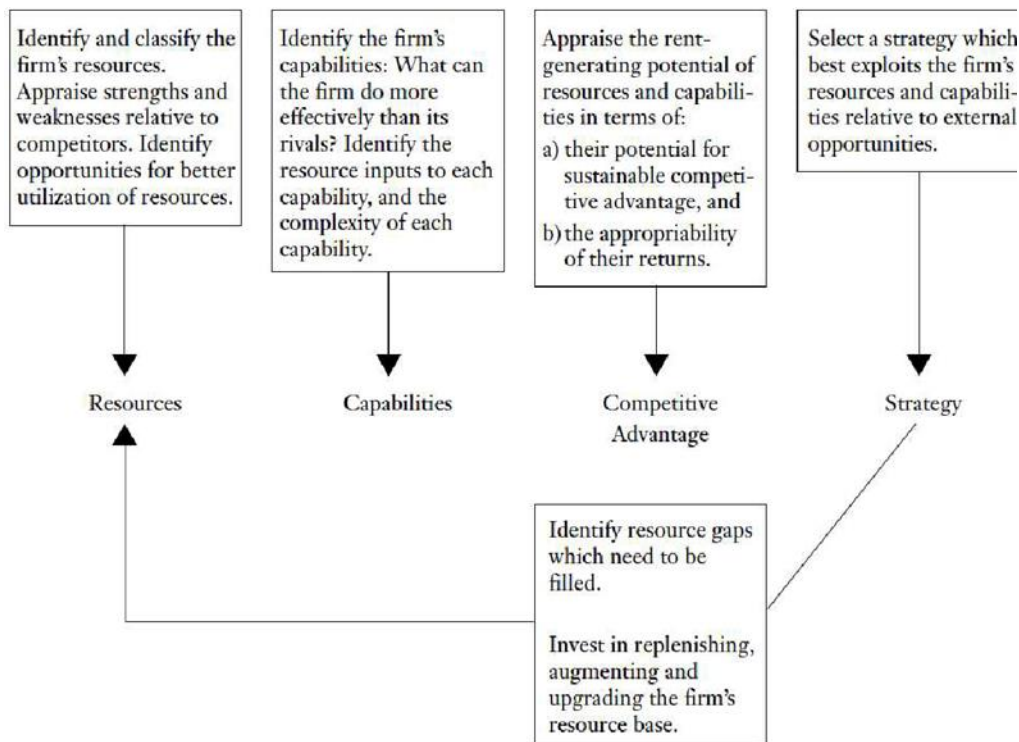 Identify and classify the
firm's resources.
Appraise strengths and
weaknesses relative to
competitors. Identify
opportunities for better
utilization of resources.
Identify the firm's
capabilities: What can
the firm do more
effectively than its
rivals? Identify the
resource inputs to each
capability, and the
complexity of each
capability.
Appraise the rent-
generating potential of
resources and capabili-
ties in terms of:
a) their potential for
sustainable competi-
tive advantage, and
b) the appropriability
of their returns.
Select a strategy which
best exploits the firm's
resources and capabili-
ties relative to external
opportunities.
Resources
Capabilities
Competitive
Advantage
Strategy
Identify resource gaps
which need to be
filled.
Invest in replenishing,
augmenting and
upgrading the firm's
resource base.